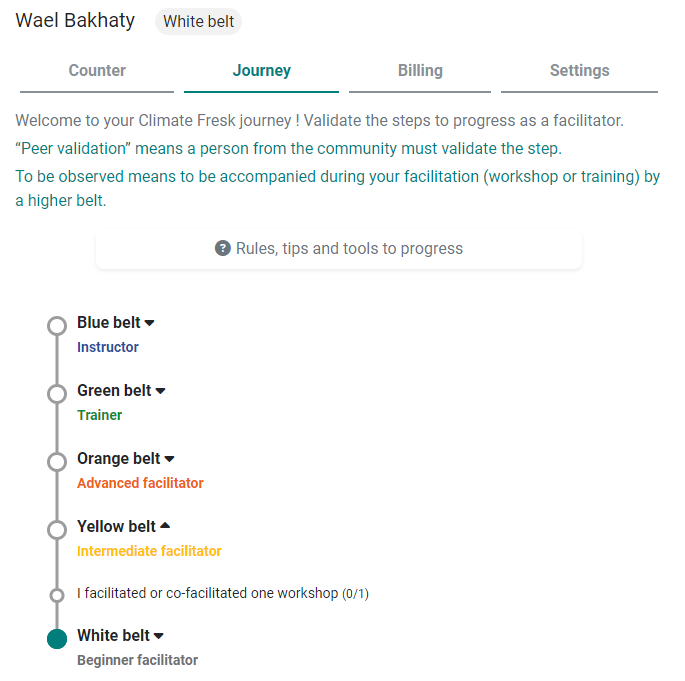 Wael Bakhaty White belt
Counter Journey Billing Settings
Welcome to your Climate Fresk journey ! Validate the steps to progress as a facilitator.
“Peer validation” means a person from the community must validate the step.
To be observed means to be accompanied during your facilitation (workshop or training) by
a higher belt.
? Rules, tips and tools to progress
Blue belt
Instructor
Green belt
Trainer
Orange belt
Advanced facilitator
Yellow belt
Intermediate facilitator
I facilitated or co-facilitated one workshop (0/1)
White belt
Beginner facilitator